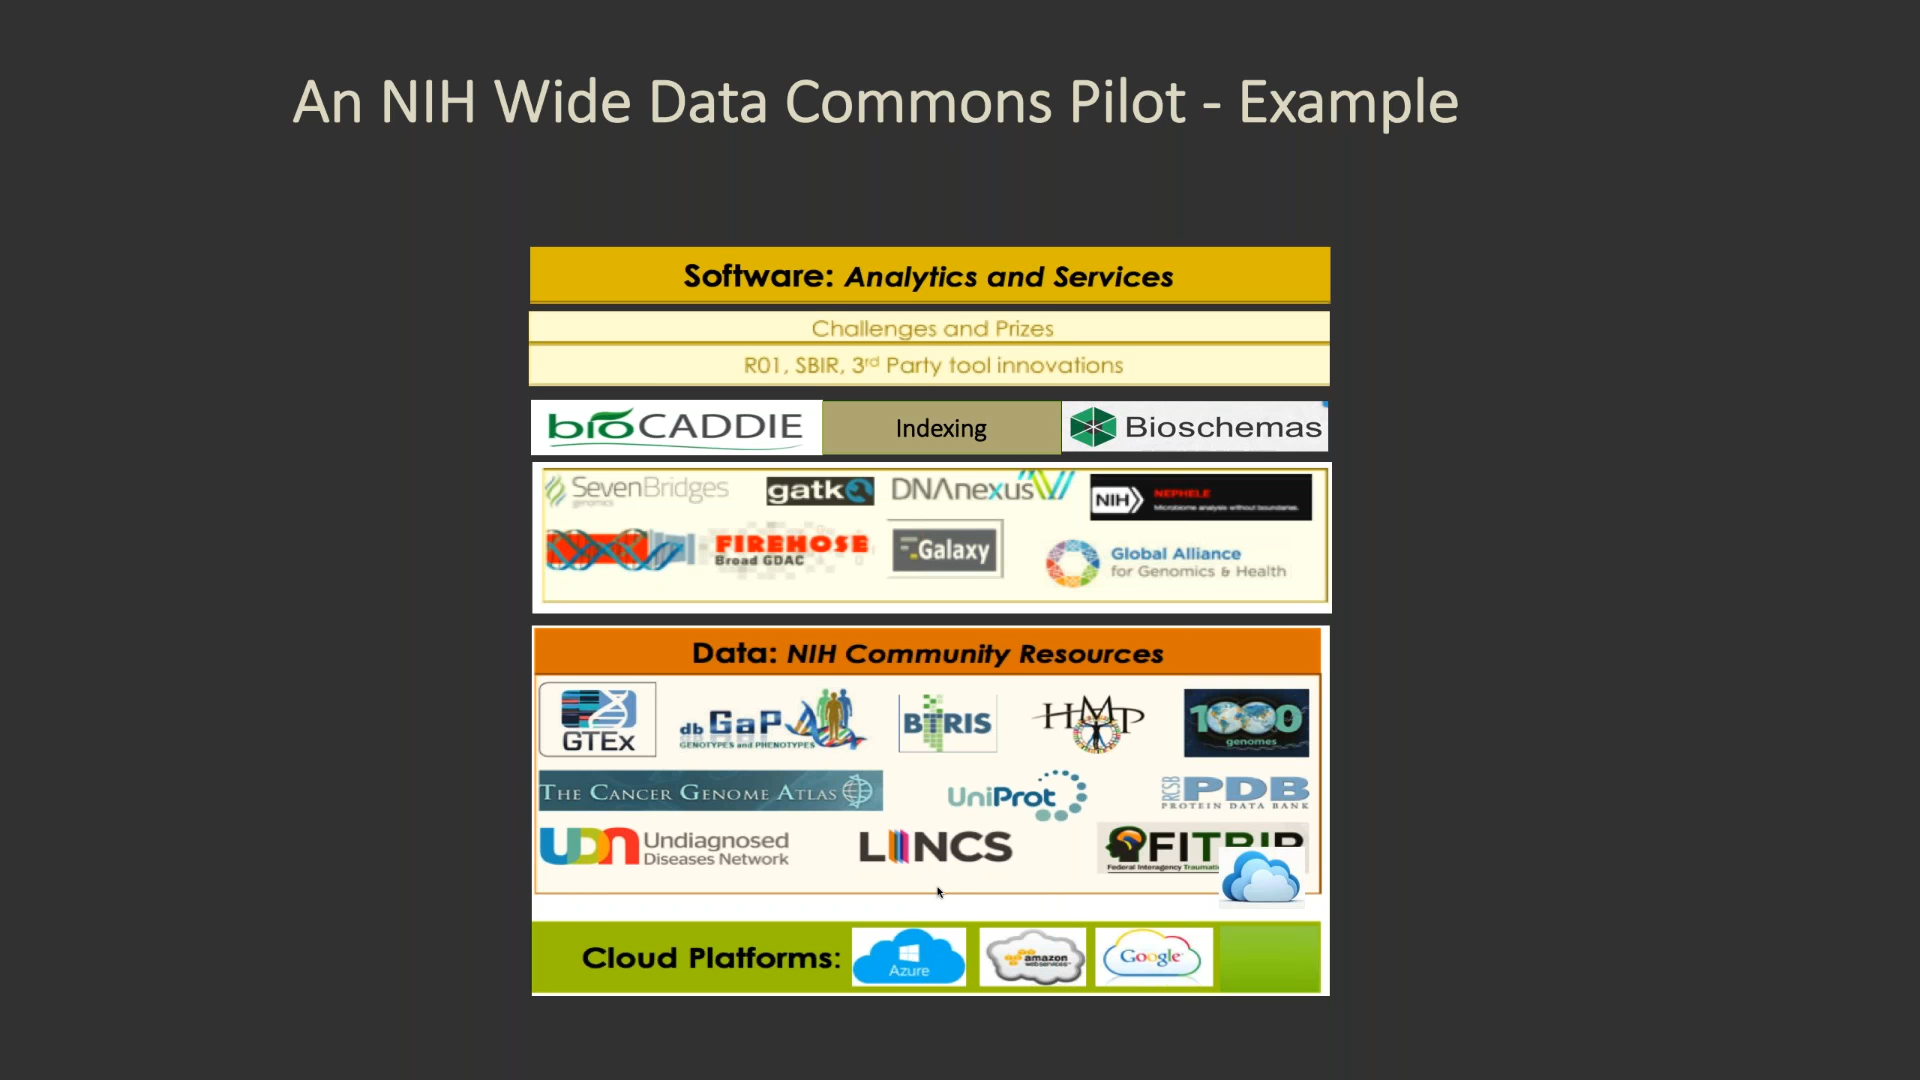 An NIH Wide Data Commons Pilot - Example
Software: Analytics and Services
Challenges and Prizes
R01, SBIR, 3rd Party tool innovations
bioCADDIE
Indexing
Bioschemas
SevenBridges
genomics
gatk
DNAnexus
NIH
NEPHELE
Microbiome analysis without boundaries.
FIREHOSE
Broad GDAC
Galaxy
Global Alliance
for Genomics & Health
Data: NIH Community Resources
GTEx
db GaP
GENOTYPES and PHENOTYPES
BTRIS
HMP
1000
genomes
THE CANCER GENOME ATLAS
UniProt
RCSB
PDB
PROTEIN DATA BANK
UDN
Undiagnosed
Diseases Network
LINCS
FITBIR
Federal Interagency
Cloud Platforms:
Azure
amazon
webservices
Google